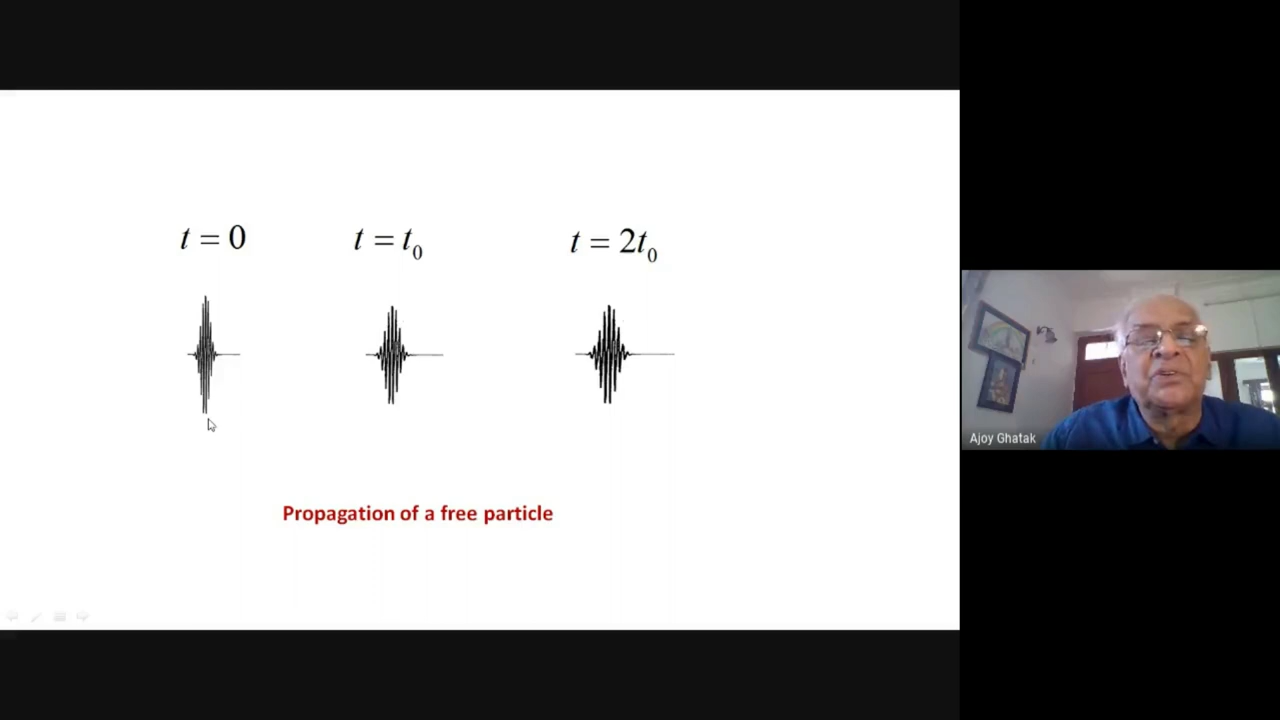 t = 0
t = t₀
t = 2t₀
Propagation of a free particle
Ajoy Ghatak